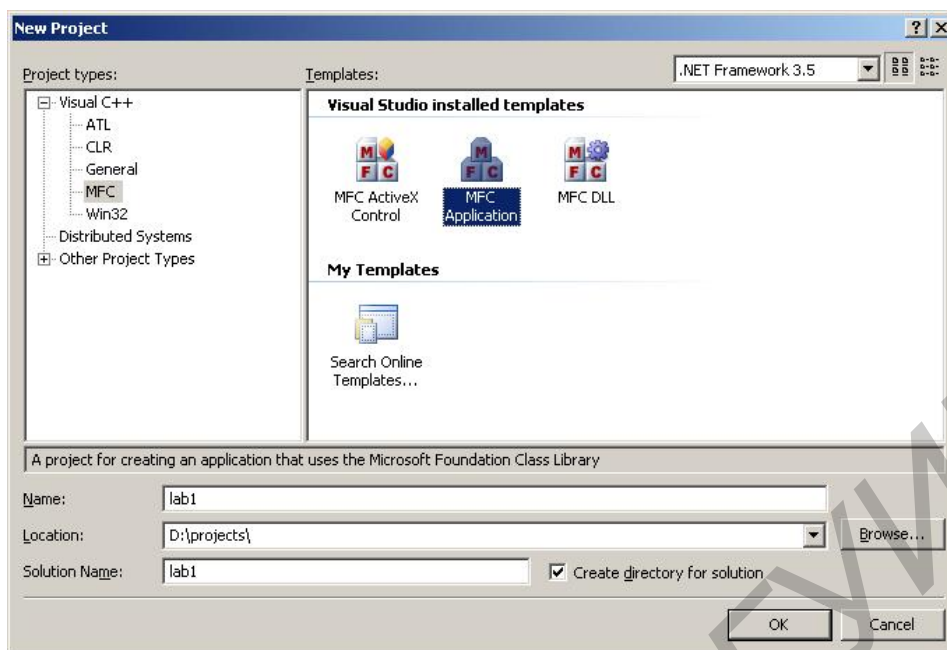 New Project
Project types:
Templates:
.NET Framework 3.5
Visual C++
ATL
CLR
General
MFC
Win32
Distributed Systems
Other Project Types
Visual Studio installed templates
MFC ActiveX
Control
MFC
Application
MFC DLL
My Templates
Search Online
Templates...
A project for creating an application that uses the Microsoft Foundation Class Library
Name:
lab1
Location:
D:\projects\
Browse...
Solution Name:
lab1
Create directory for solution
OK
Cancel